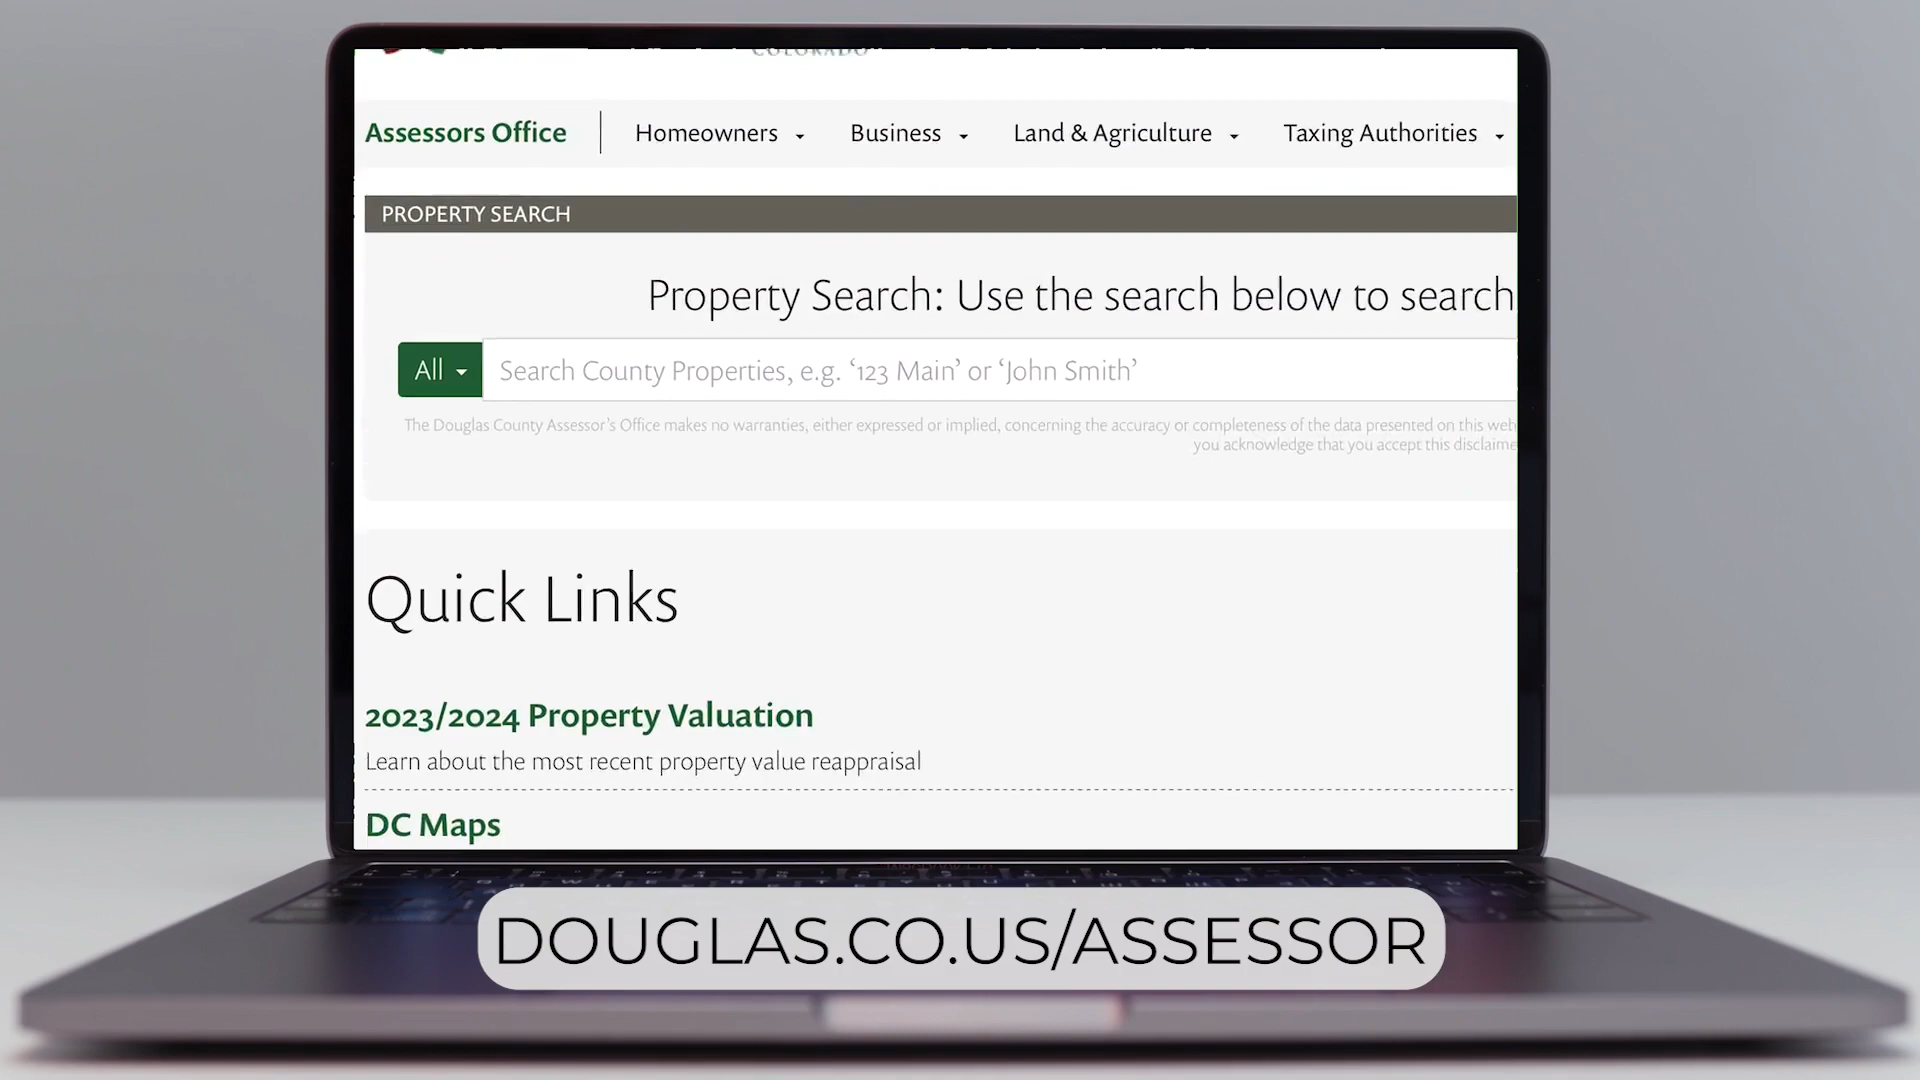 COLORADO
Assessors Office
Homeowners
Business
Land & Agriculture
Taxing Authorities
PROPERTY SEARCH
Property Search: Use the search below to search
All
Search County Properties, e.g. ‘123 Main’ or ‘John Smith’
The Douglas County Assessor’s Office makes no warranties, either expressed or implied, concerning the accuracy or completeness of the data presented on this web
you acknowledge that you accept this disclaime
Quick Links
2023/2024 Property Valuation
Learn about the most recent property value reappraisal
DC Maps
DOUGLAS.CO.US/ASSESSOR